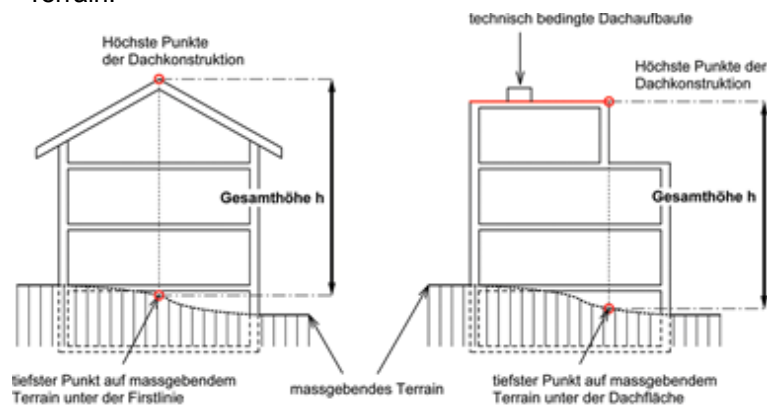 Terrain.
technisch bedingte Dachaufbaute
Höchste Punkte
der Dachkonstruktion
Höchste Punkte der
Dachkonstruktion
Gesamthöhe h
Gesamthöhe h
tiefster Punkt auf massgebendem
Terrain unter der Firstlinie
massgebendes Terrain
tiefster Punkt auf massgebendem
Terrain unter der Dachfläche